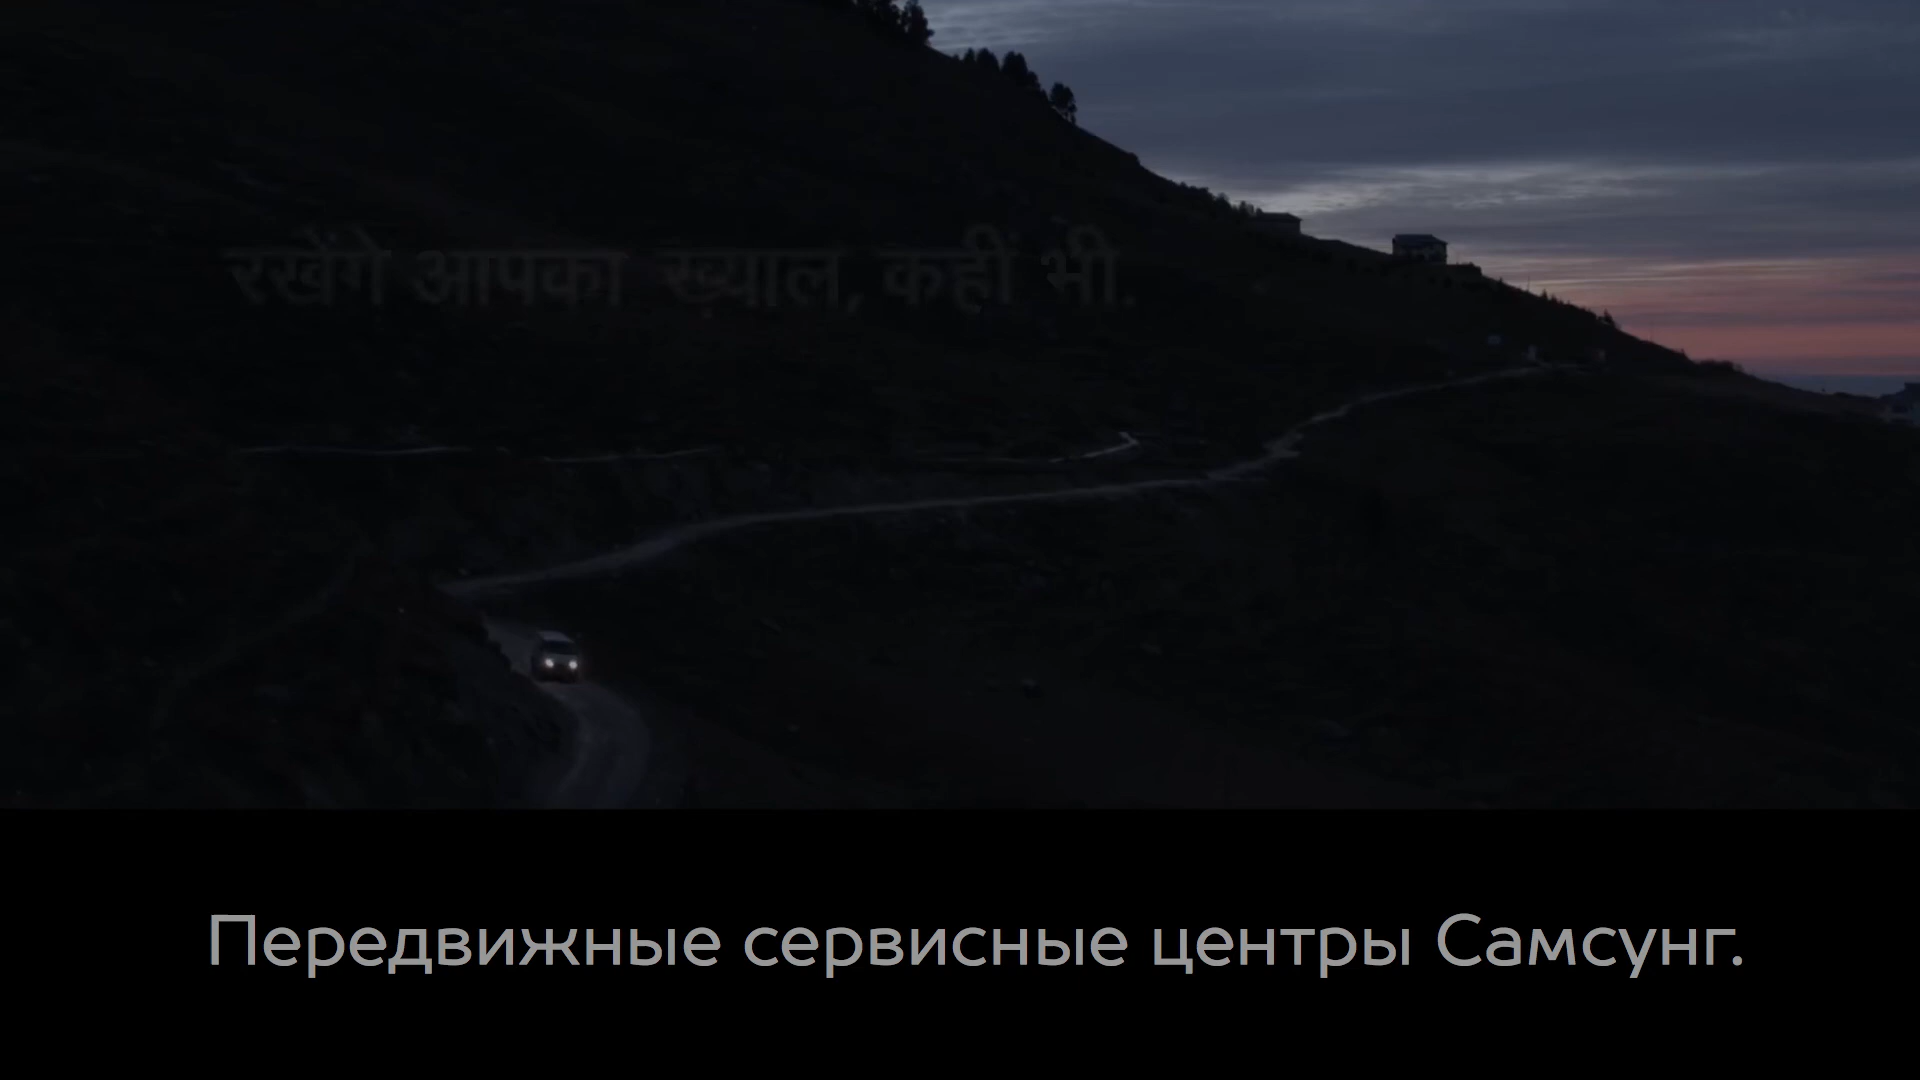 रखेंगे आपका ख्याल, कहीं भी.
Передвижные сервисные центры Самсунг.